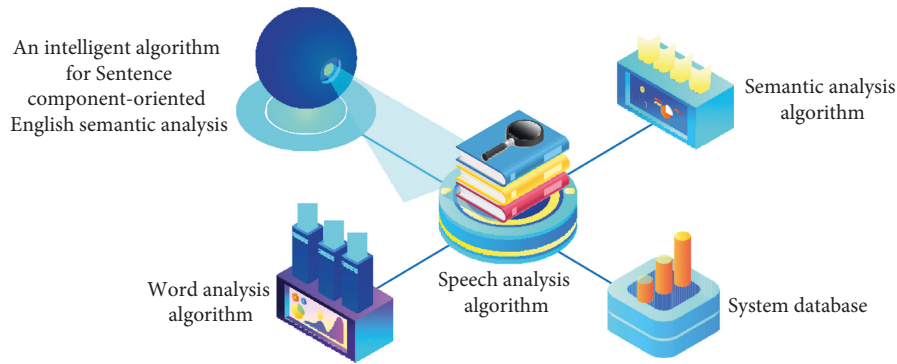 An intelligent algorithm
for Sentence
component-oriented
English semantic analysis
Semantic analysis
algorithm
Word analysis
algorithm
Speech analysis
algorithm
System database